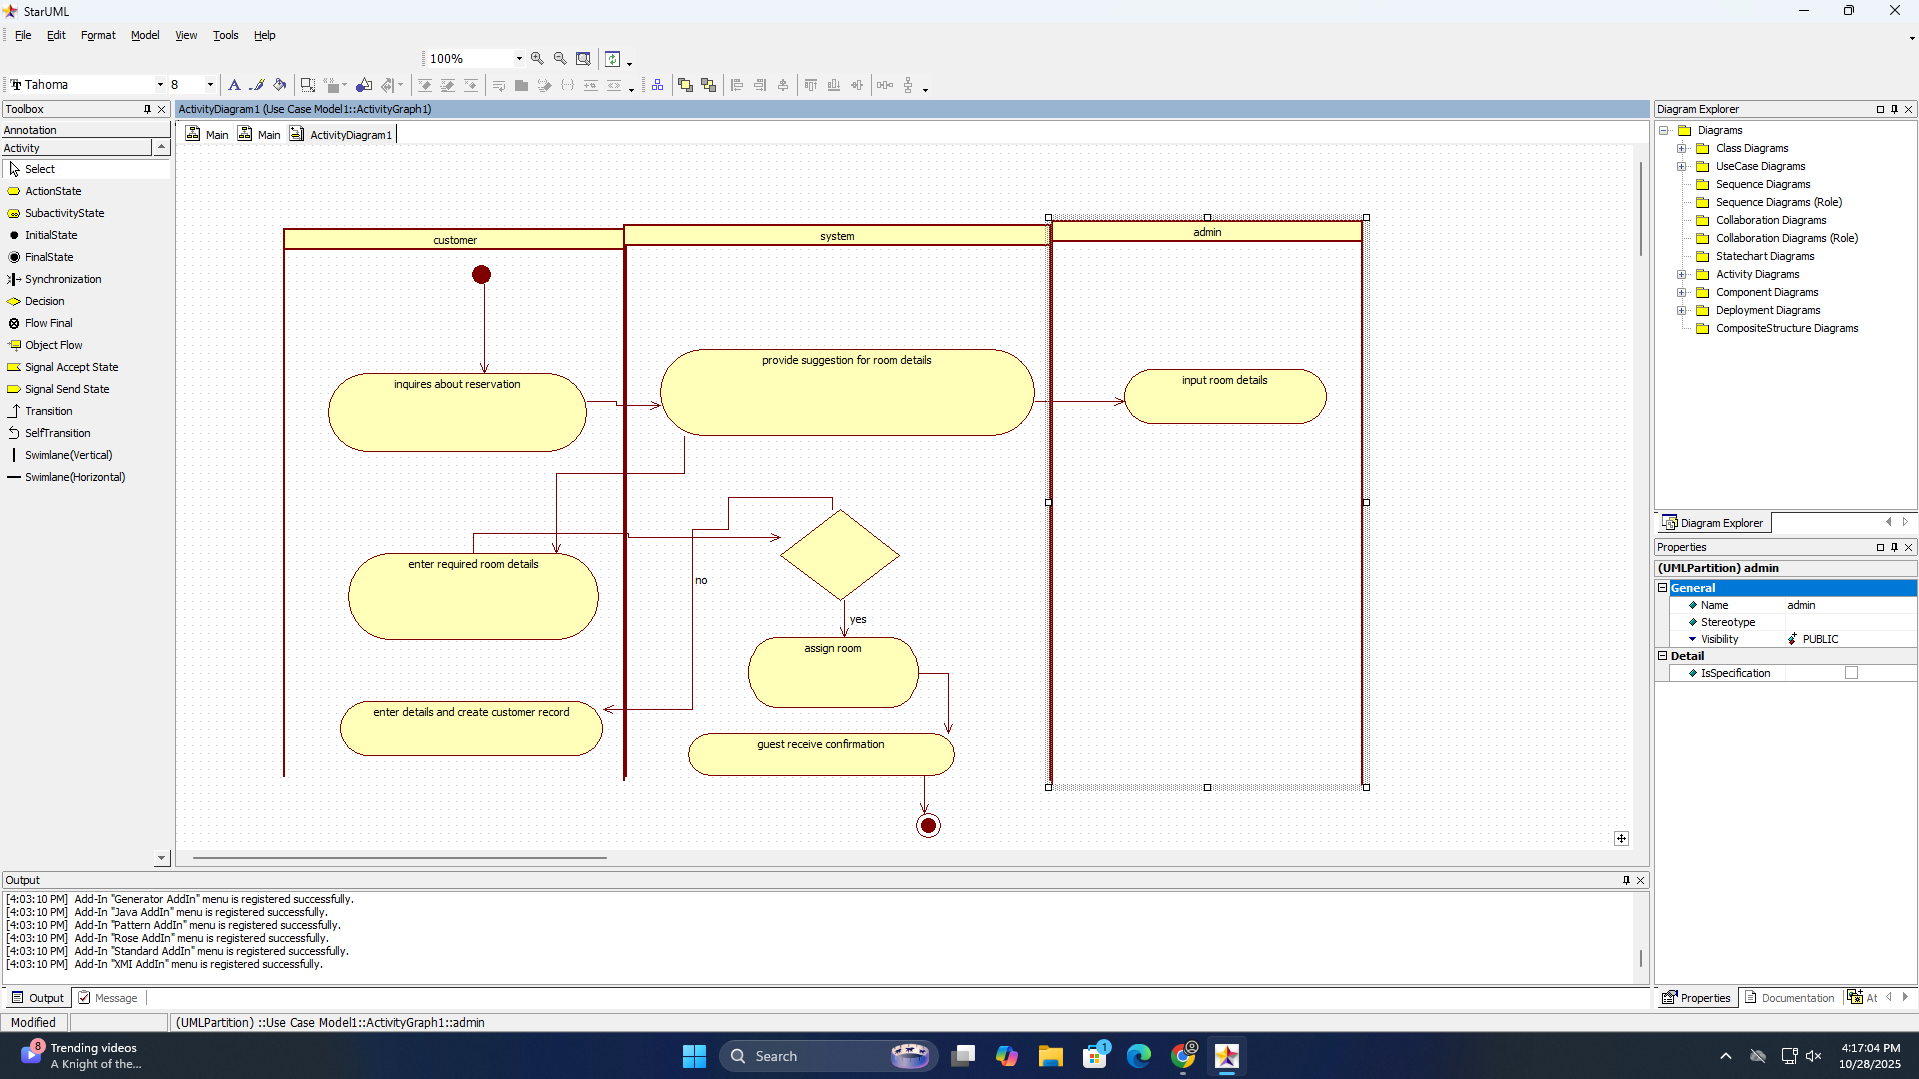 StarUML
File Edit Format Model View Tools Help
100%
Tahoma 8
Toolbox
Annotation
Activity
Select
ActionState
SubactivityState
InitialState
FinalState
Synchronization
Decision
Flow Final
Object Flow
Signal Accept State
Signal Send State
Transition
SelfTransition
Swimlane(Vertical)
Swimlane(Horizontal)
ActivityDiagram1 (Use Case Model1::ActivityGraph1)
Main Main ActivityDiagram1
customer
system
admin
inquires about reservation
provide suggestion for room details
input room details
enter required room details
no
yes
assign room
enter details and create customer record
guest receive confirmation
Diagram Explorer
Diagrams
Class Diagrams
UseCase Diagrams
Sequence Diagrams
Sequence Diagrams (Role)
Collaboration Diagrams
Collaboration Diagrams (Role)
Statechart Diagrams
Activity Diagrams
Component Diagrams
Deployment Diagrams
CompositeStructure Diagrams
Diagram Explorer
Properties
(UMLPartition) admin
General
Name admin
Stereotype
Visibility PUBLIC
Detail
IsSpecification
Properties Documentation At
Output
[4:03:10 PM] Add-In "Generator AddIn" menu is registered successfully.
[4:03:10 PM] Add-In "Java AddIn" menu is registered successfully.
[4:03:10 PM] Add-In "Pattern AddIn" menu is registered successfully.
[4:03:10 PM] Add-In "Rose AddIn" menu is registered successfully.
[4:03:10 PM] Add-In "Standard AddIn" menu is registered successfully.
[4:03:10 PM] Add-In "XMI AddIn" menu is registered successfully.
Output Message
Modified
(UMLPartition) ::Use Case Model1::ActivityGraph1::admin
8
Trending videos
A Knight of the...
Search
1
4:17:04 PM
10/28/2025